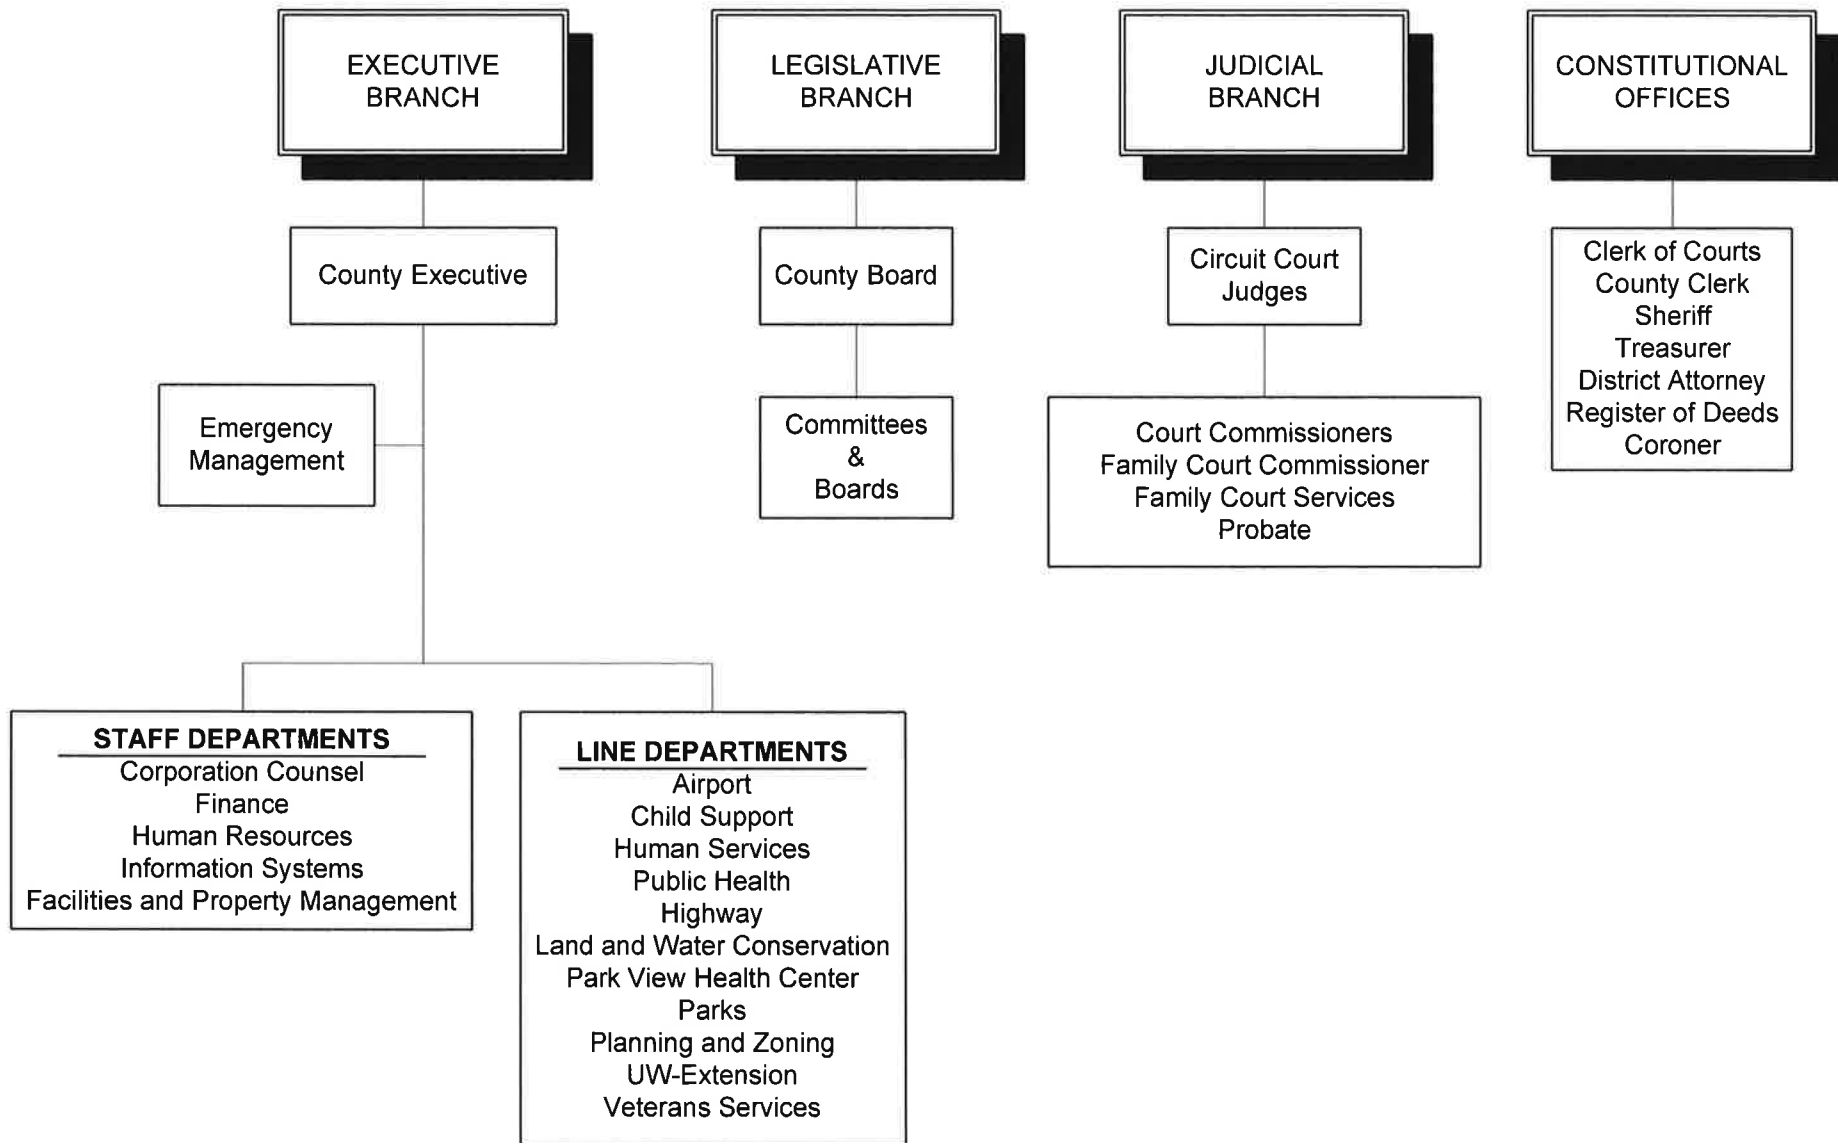 EXECUTIVE
BRANCH
LEGISLATIVE
BRANCH
JUDICIAL
BRANCH
CONSTITUTIONAL
OFFICES
County Executive
County Board
Circuit Court
Judges
Clerk of Courts
County Clerk
Sheriff
Treasurer
District Attorney
Register of Deeds
Coroner
Emergency
Management
Committees
&
Boards
Court Commissioners
Family Court Commissioner
Family Court Services
Probate
STAFF DEPARTMENTS
Corporation Counsel
Finance
Human Resources
Information Systems
Facilities and Property Management
LINE DEPARTMENTS
Airport
Child Support
Human Services
Public Health
Highway
Land and Water Conservation
Park View Health Center
Parks
Planning and Zoning
UW-Extension
Veterans Services